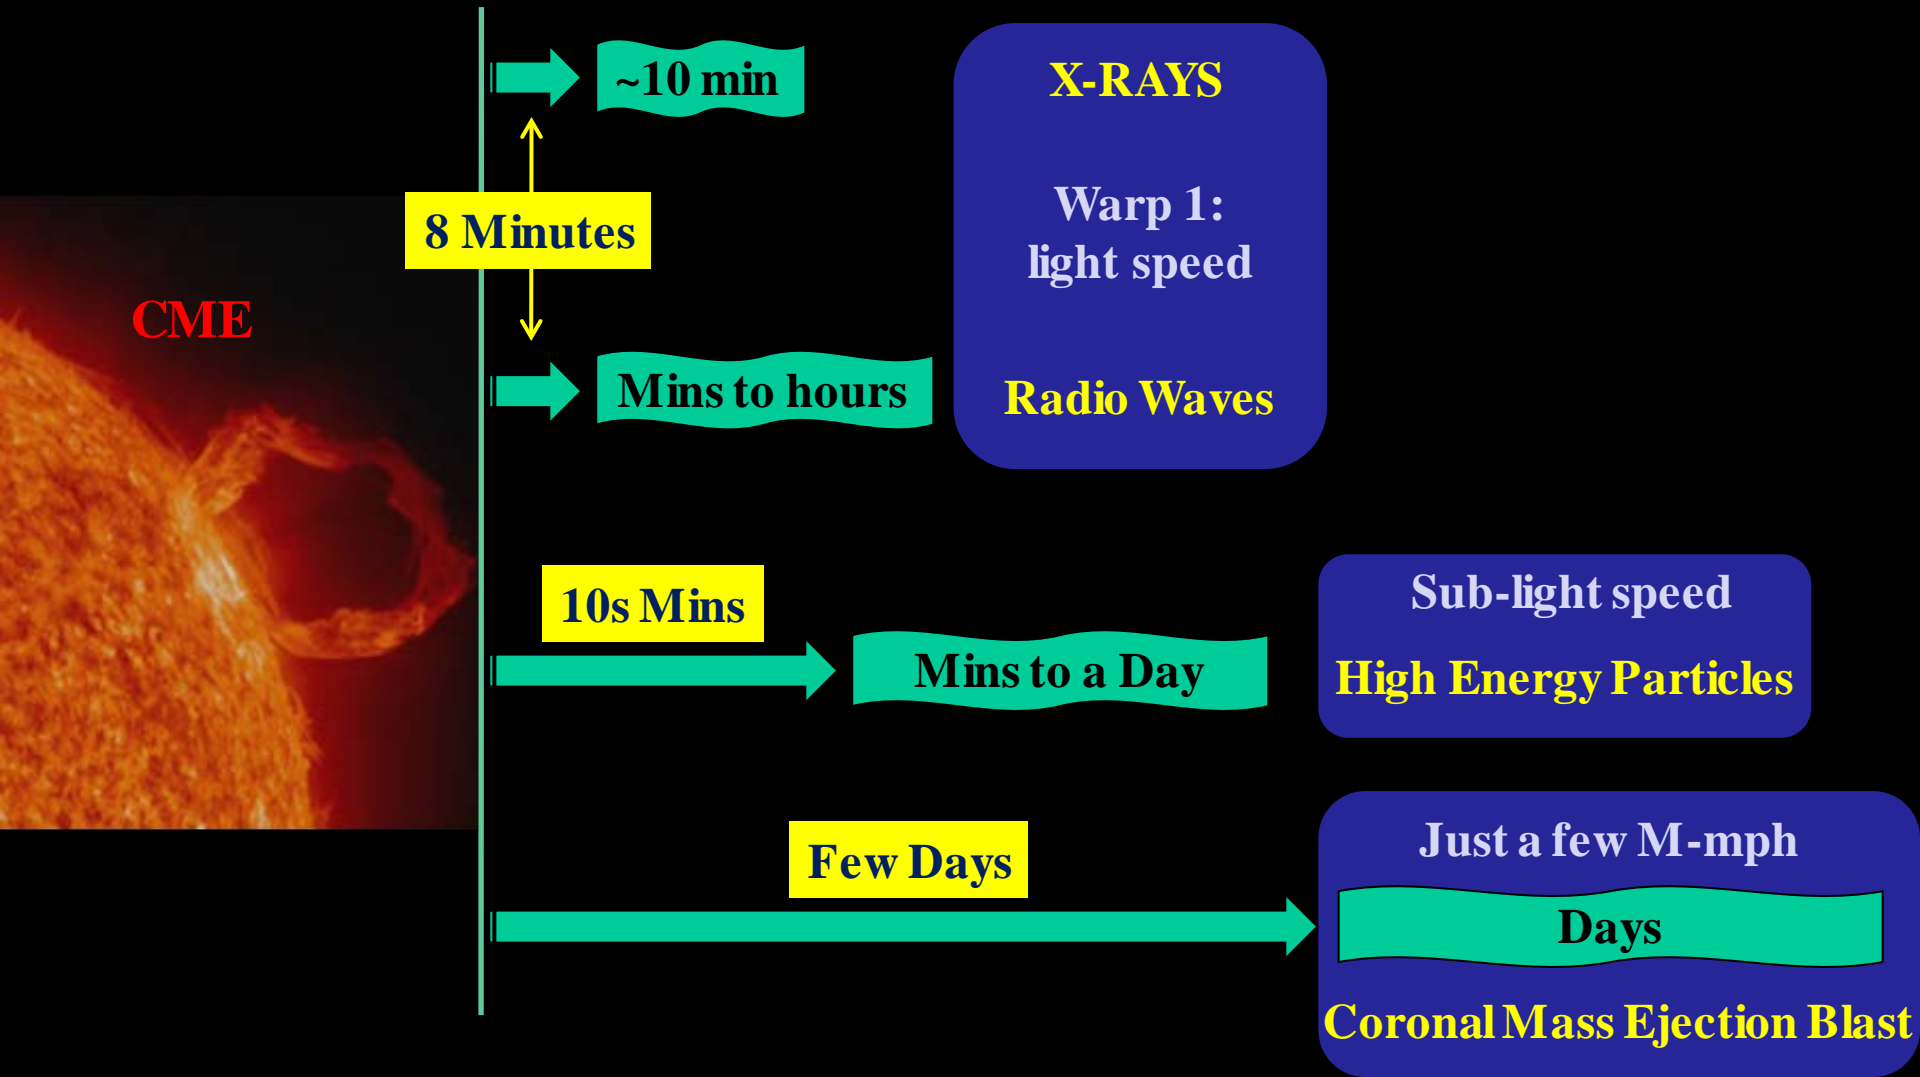 ~10 min
X-RAYS
8 Minutes
Warp 1:
light speed
CME
Mins to hours
Radio Waves
10s Mins
Sub-light speed
Mins to a Day
High Energy Particles
Few Days
Just a few M-mph
Days
Coronal Mass Ejection Blast